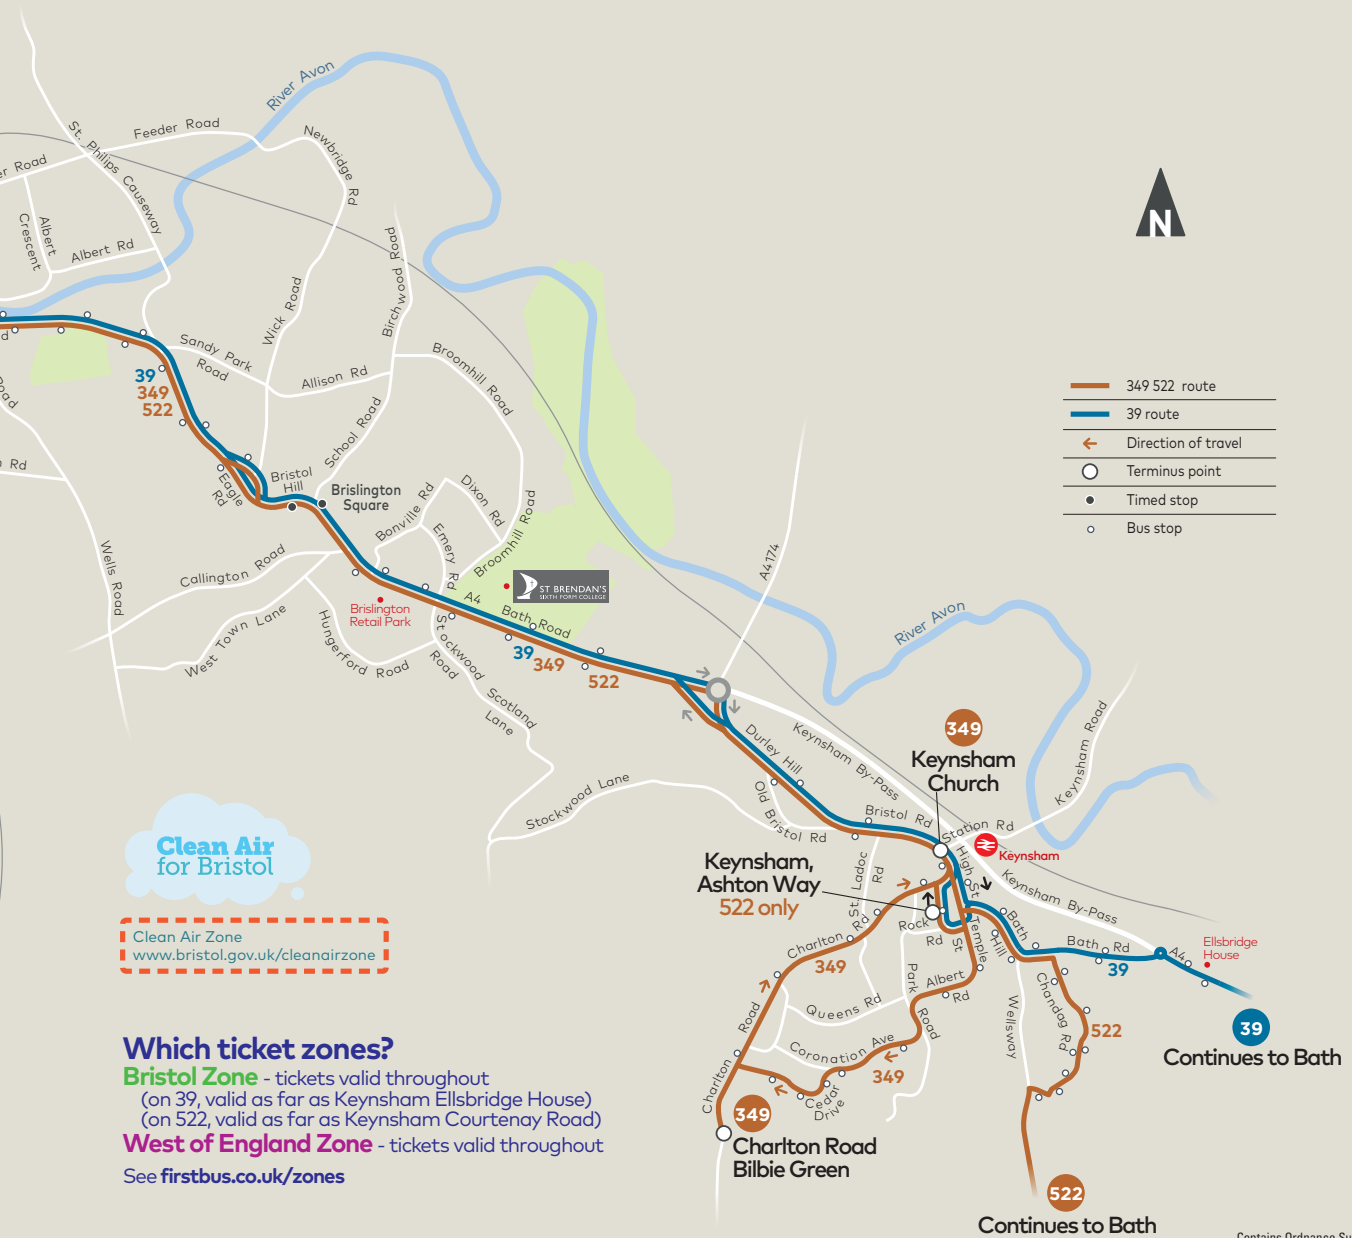 River Avon
St. Philips Causeway
Feeder Road
Newbridge Rd
er Road
Albert
Crescent
Albert Rd
Birchwood Road
Wick Road
Sandy Park
Road
39
349
522
Allison Rd
Broomhill Road
School Road
Bristol
Hill
Eagle
Rd
Brislington
Square
Bonville Rd
Dixon Rd
Emery Rd
Broomhill Road
d
oad
Rd
Wells Road
Callington Road
West Town Lane
Hungerford Road
Brislington
Retail Park
Stockwood
Road
Scotland
Lane
Stockwood Lane
A4
Bath Road
ST BRENDAN'S
SIXTH FORM COLLEGE
39
349
522
A4174
River Avon
N
349 522 route
39 route
Direction of travel
Terminus point
Timed stop
Bus stop
Durley Hill
Keynsham By-Pass
Old Bristol Rd
Bristol Rd
349
Keynsham
Church
Keynsham Road
Station Rd
Keynsham
Keynsham By-Pass
High St
Keynsham,
Ashton Way
522 only
St Ladoc
Rd
Rock
Rd
Temple
St
Bath
Hill
Bath Rd
39
A4
Ellsbridge
House
Charlton Rd
349
Park
Road
Albert
Rd
Queens Rd
Coronation Ave
349
Cedar
Drive
Charlton Road
Wellsway
Chandag Rd
522
39
Continues to Bath
349
Charlton Road
Bilbie Green
522
Continues to Bath
Clean Air
for Bristol
Clean Air Zone
www.bristol.gov.uk/cleanairzone
Which ticket zones?
Bristol Zone - tickets valid throughout
(on 39, valid as far as Keynsham Ellsbridge House)
(on 522, valid as far as Keynsham Courtenay Road)
West of England Zone - tickets valid throughout
See firstbus.co.uk/zones